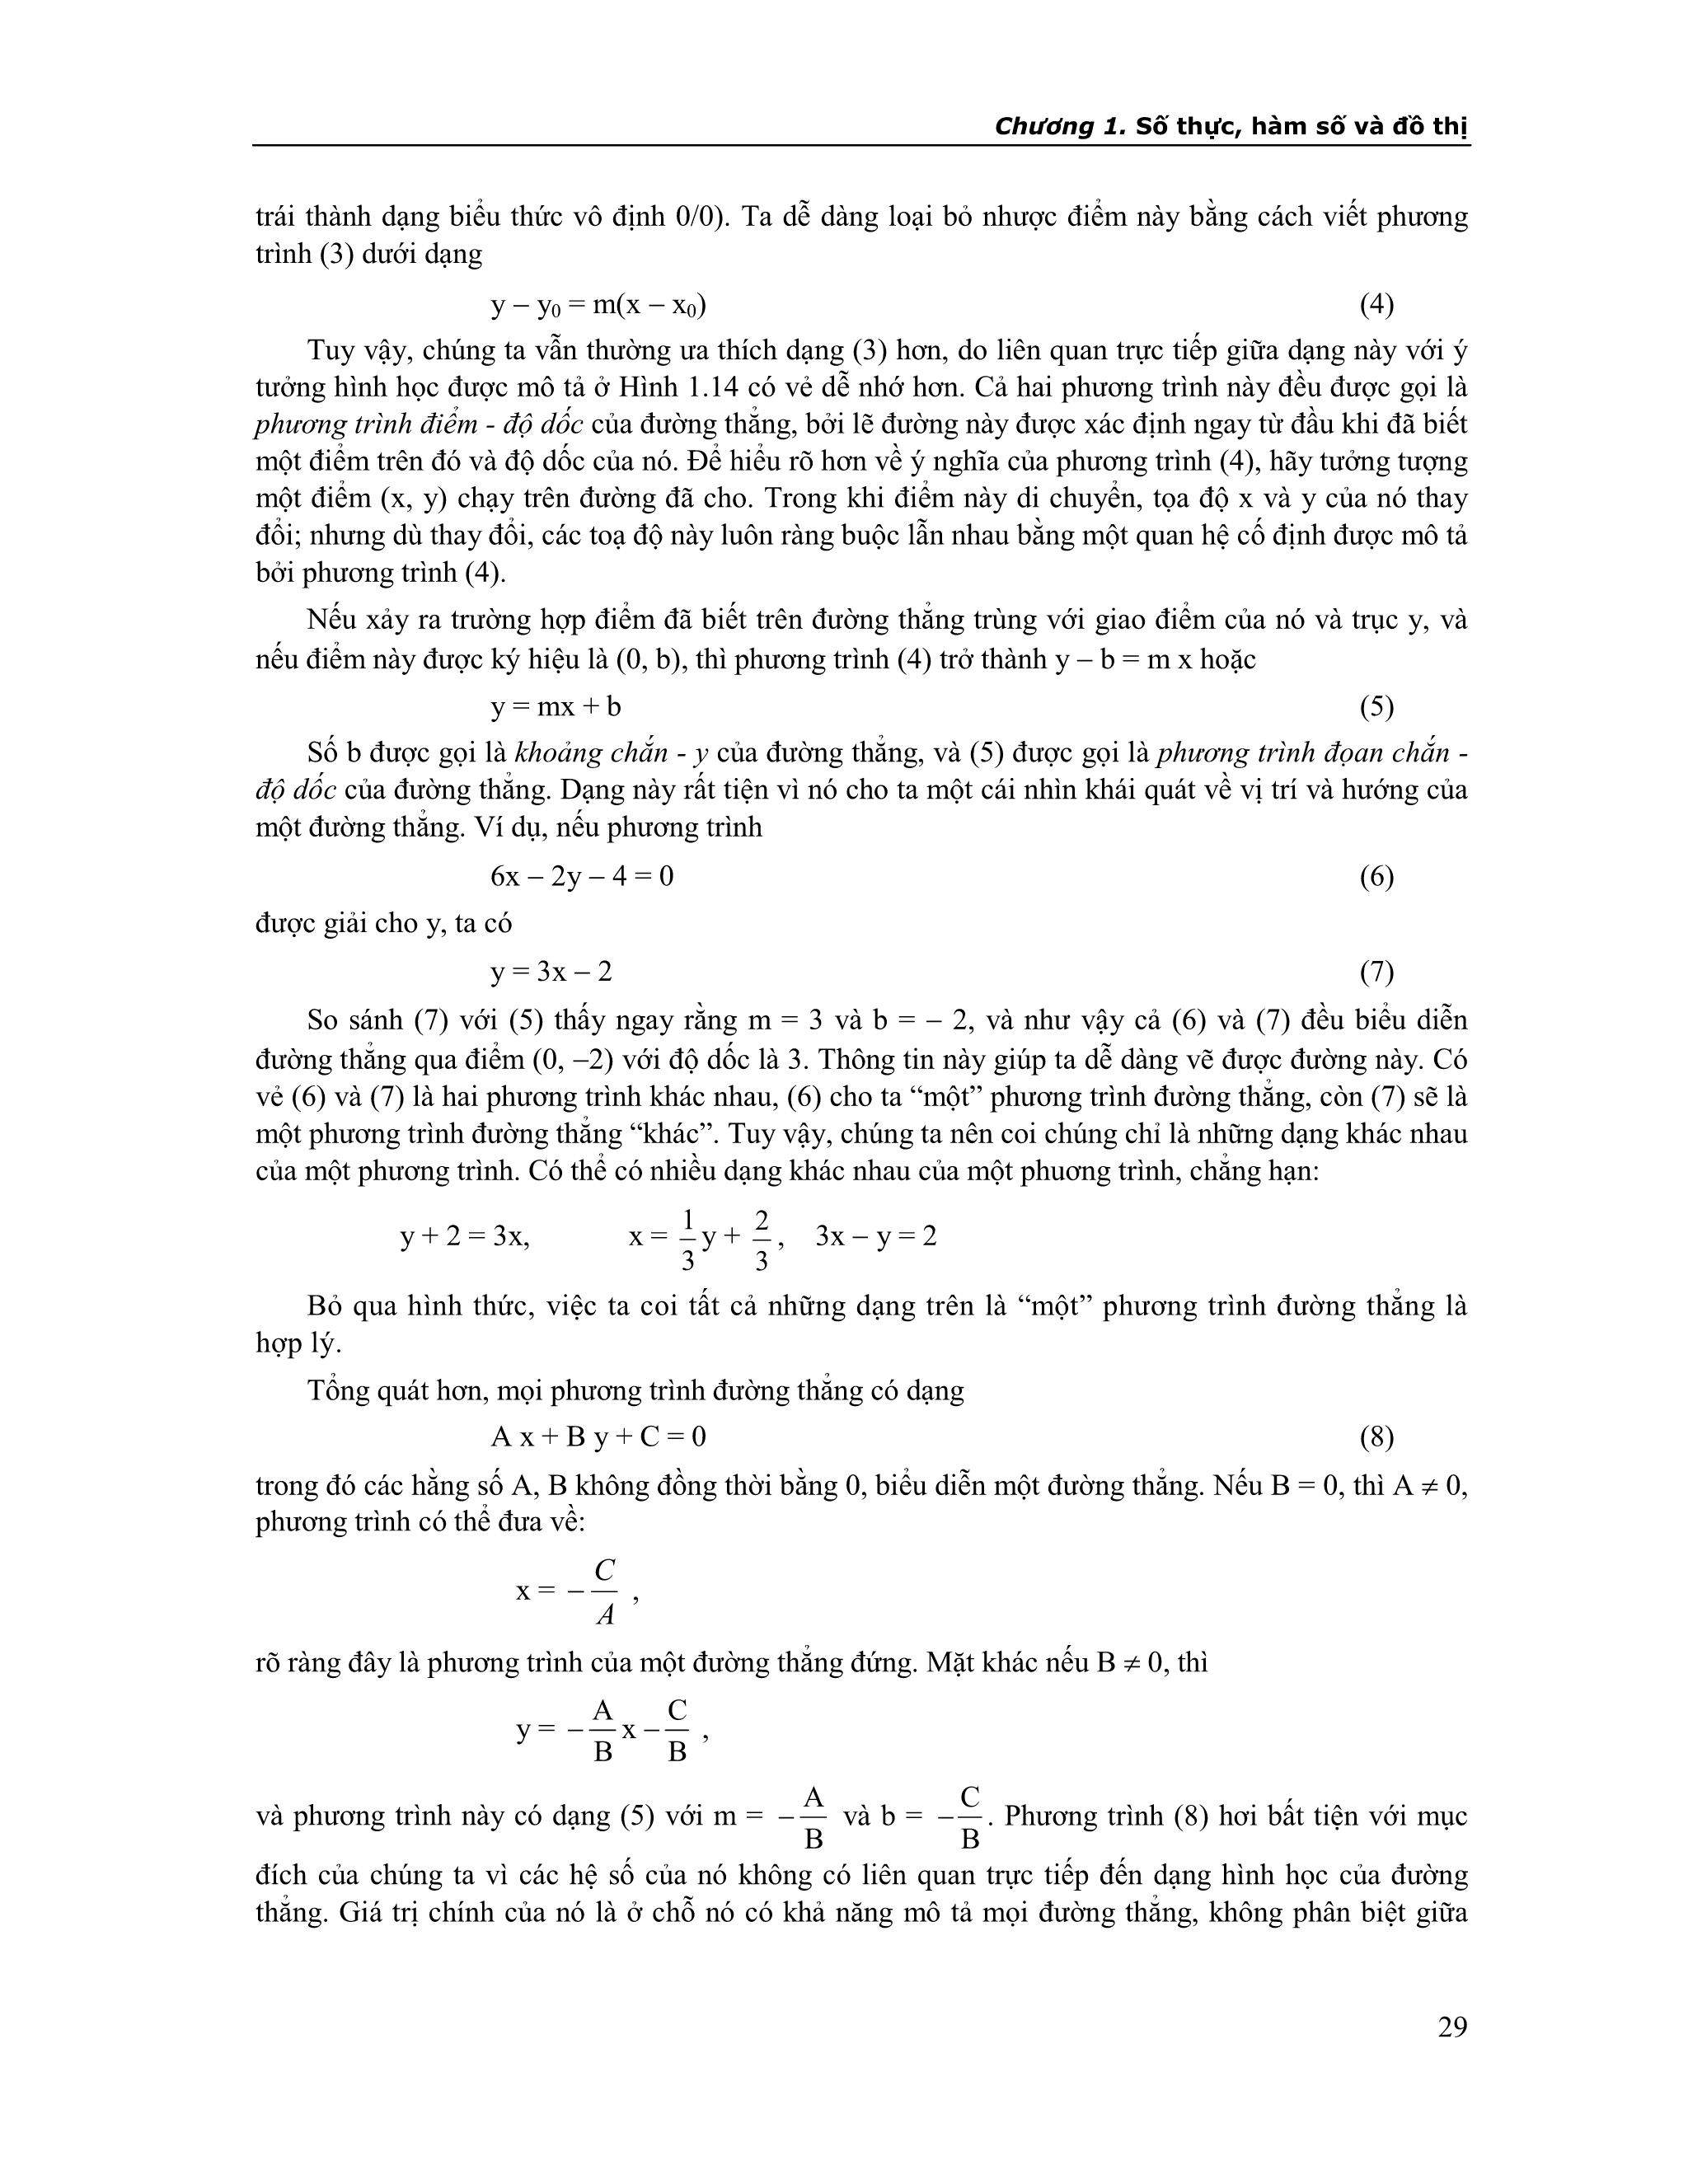 Chương 1. Số thực, hàm số và đồ thị
trái thành dạng biểu thức vô định 0/0). Ta dễ dàng loại bỏ nhược điểm này bằng cách viết phương
trình (3) dưới dạng
y – y₀ = m(x – x₀) (4)
Tuy vậy, chúng ta vẫn thường ưa thích dạng (3) hơn, do liên quan trực tiếp giữa dạng này với ý
tưởng hình học được mô tả ở Hình 1.14 có vẻ dễ nhớ hơn. Cả hai phương trình này đều được gọi là
phương trình điểm - độ dốc của đường thẳng, bởi lẽ đường này được xác định ngay từ đầu khi đã biết
một điểm trên đó và độ dốc của nó. Để hiểu rõ hơn về ý nghĩa của phương trình (4), hãy tưởng tượng
một điểm (x, y) chạy trên đường đã cho. Trong khi điểm này di chuyển, tọa độ x và y của nó thay
đổi; nhưng dù thay đổi, các toạ độ này luôn ràng buộc lẫn nhau bằng một quan hệ cố định được mô tả
bởi phương trình (4).
Nếu xảy ra trường hợp điểm đã biết trên đường thẳng trùng với giao điểm của nó và trục y, và
nếu điểm này được ký hiệu là (0, b), thì phương trình (4) trở thành y – b = m x hoặc
y = mx + b (5)
Số b được gọi là khoảng chắn - y của đường thẳng, và (5) được gọi là phương trình đọan chắn -
độ dốc của đường thẳng. Dạng này rất tiện vì nó cho ta một cái nhìn khái quát về vị trí và hướng của
một đường thẳng. Ví dụ, nếu phương trình
6x – 2y – 4 = 0 (6)
được giải cho y, ta có
y = 3x – 2 (7)
So sánh (7) với (5) thấy ngay rằng m = 3 và b = – 2, và như vậy cả (6) và (7) đều biểu diễn
đường thẳng qua điểm (0, –2) với độ dốc là 3. Thông tin này giúp ta dễ dàng vẽ được đường này. Có
vẻ (6) và (7) là hai phương trình khác nhau, (6) cho ta “một” phương trình đường thẳng, còn (7) sẽ là
một phương trình đường thẳng “khác”. Tuy vậy, chúng ta nên coi chúng chỉ là những dạng khác nhau
của một phương trình. Có thể có nhiều dạng khác nhau của một phuơng trình, chẳng hạn:
y + 2 = 3x, x = 1/3 y + 2/3, 3x – y = 2
Bỏ qua hình thức, việc ta coi tất cả những dạng trên là “một” phương trình đường thẳng là
hợp lý.
Tổng quát hơn, mọi phương trình đường thẳng có dạng
A x + B y + C = 0 (8)
trong đó các hằng số A, B không đồng thời bằng 0, biểu diễn một đường thẳng. Nếu B = 0, thì A ≠ 0,
phương trình có thể đưa về:
x = –C/A ,
rõ ràng đây là phương trình của một đường thẳng đứng. Mặt khác nếu B ≠ 0, thì
y = –A/B x – C/B ,
và phương trình này có dạng (5) với m = –A/B và b = –C/B. Phương trình (8) hơi bất tiện với mục
đích của chúng ta vì các hệ số của nó không có liên quan trực tiếp đến dạng hình học của đường
thẳng. Giá trị chính của nó là ở chỗ nó có khả năng mô tả mọi đường thẳng, không phân biệt giữa
29